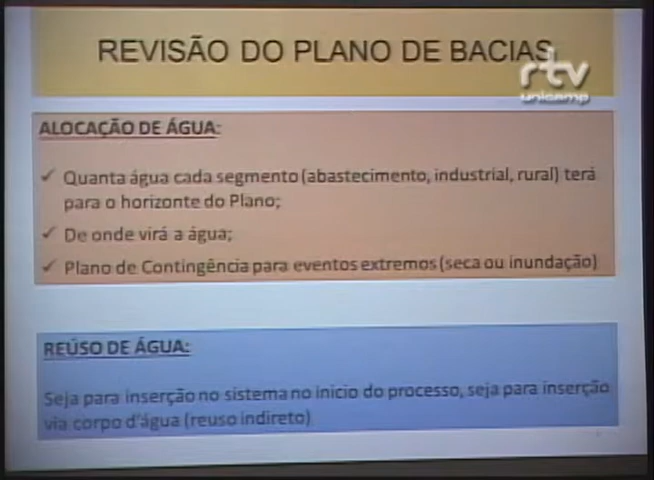 REVISÃO DO PLANO DE BACIAS
rtv
unicamp
ALOCAÇÃO DE ÁGUA:
✓ Quanta água cada segmento (abastecimento, industrial, rural) terá
para o horizonte do Plano;
✓ De onde virá a água;
✓ Plano de Contingência para eventos extremos (seca ou inundação)
REÚSO DE ÁGUA:
Seja para inserção no sistema no inicio do processo, seja para inserção
via corpo d'água (reuso indireto)